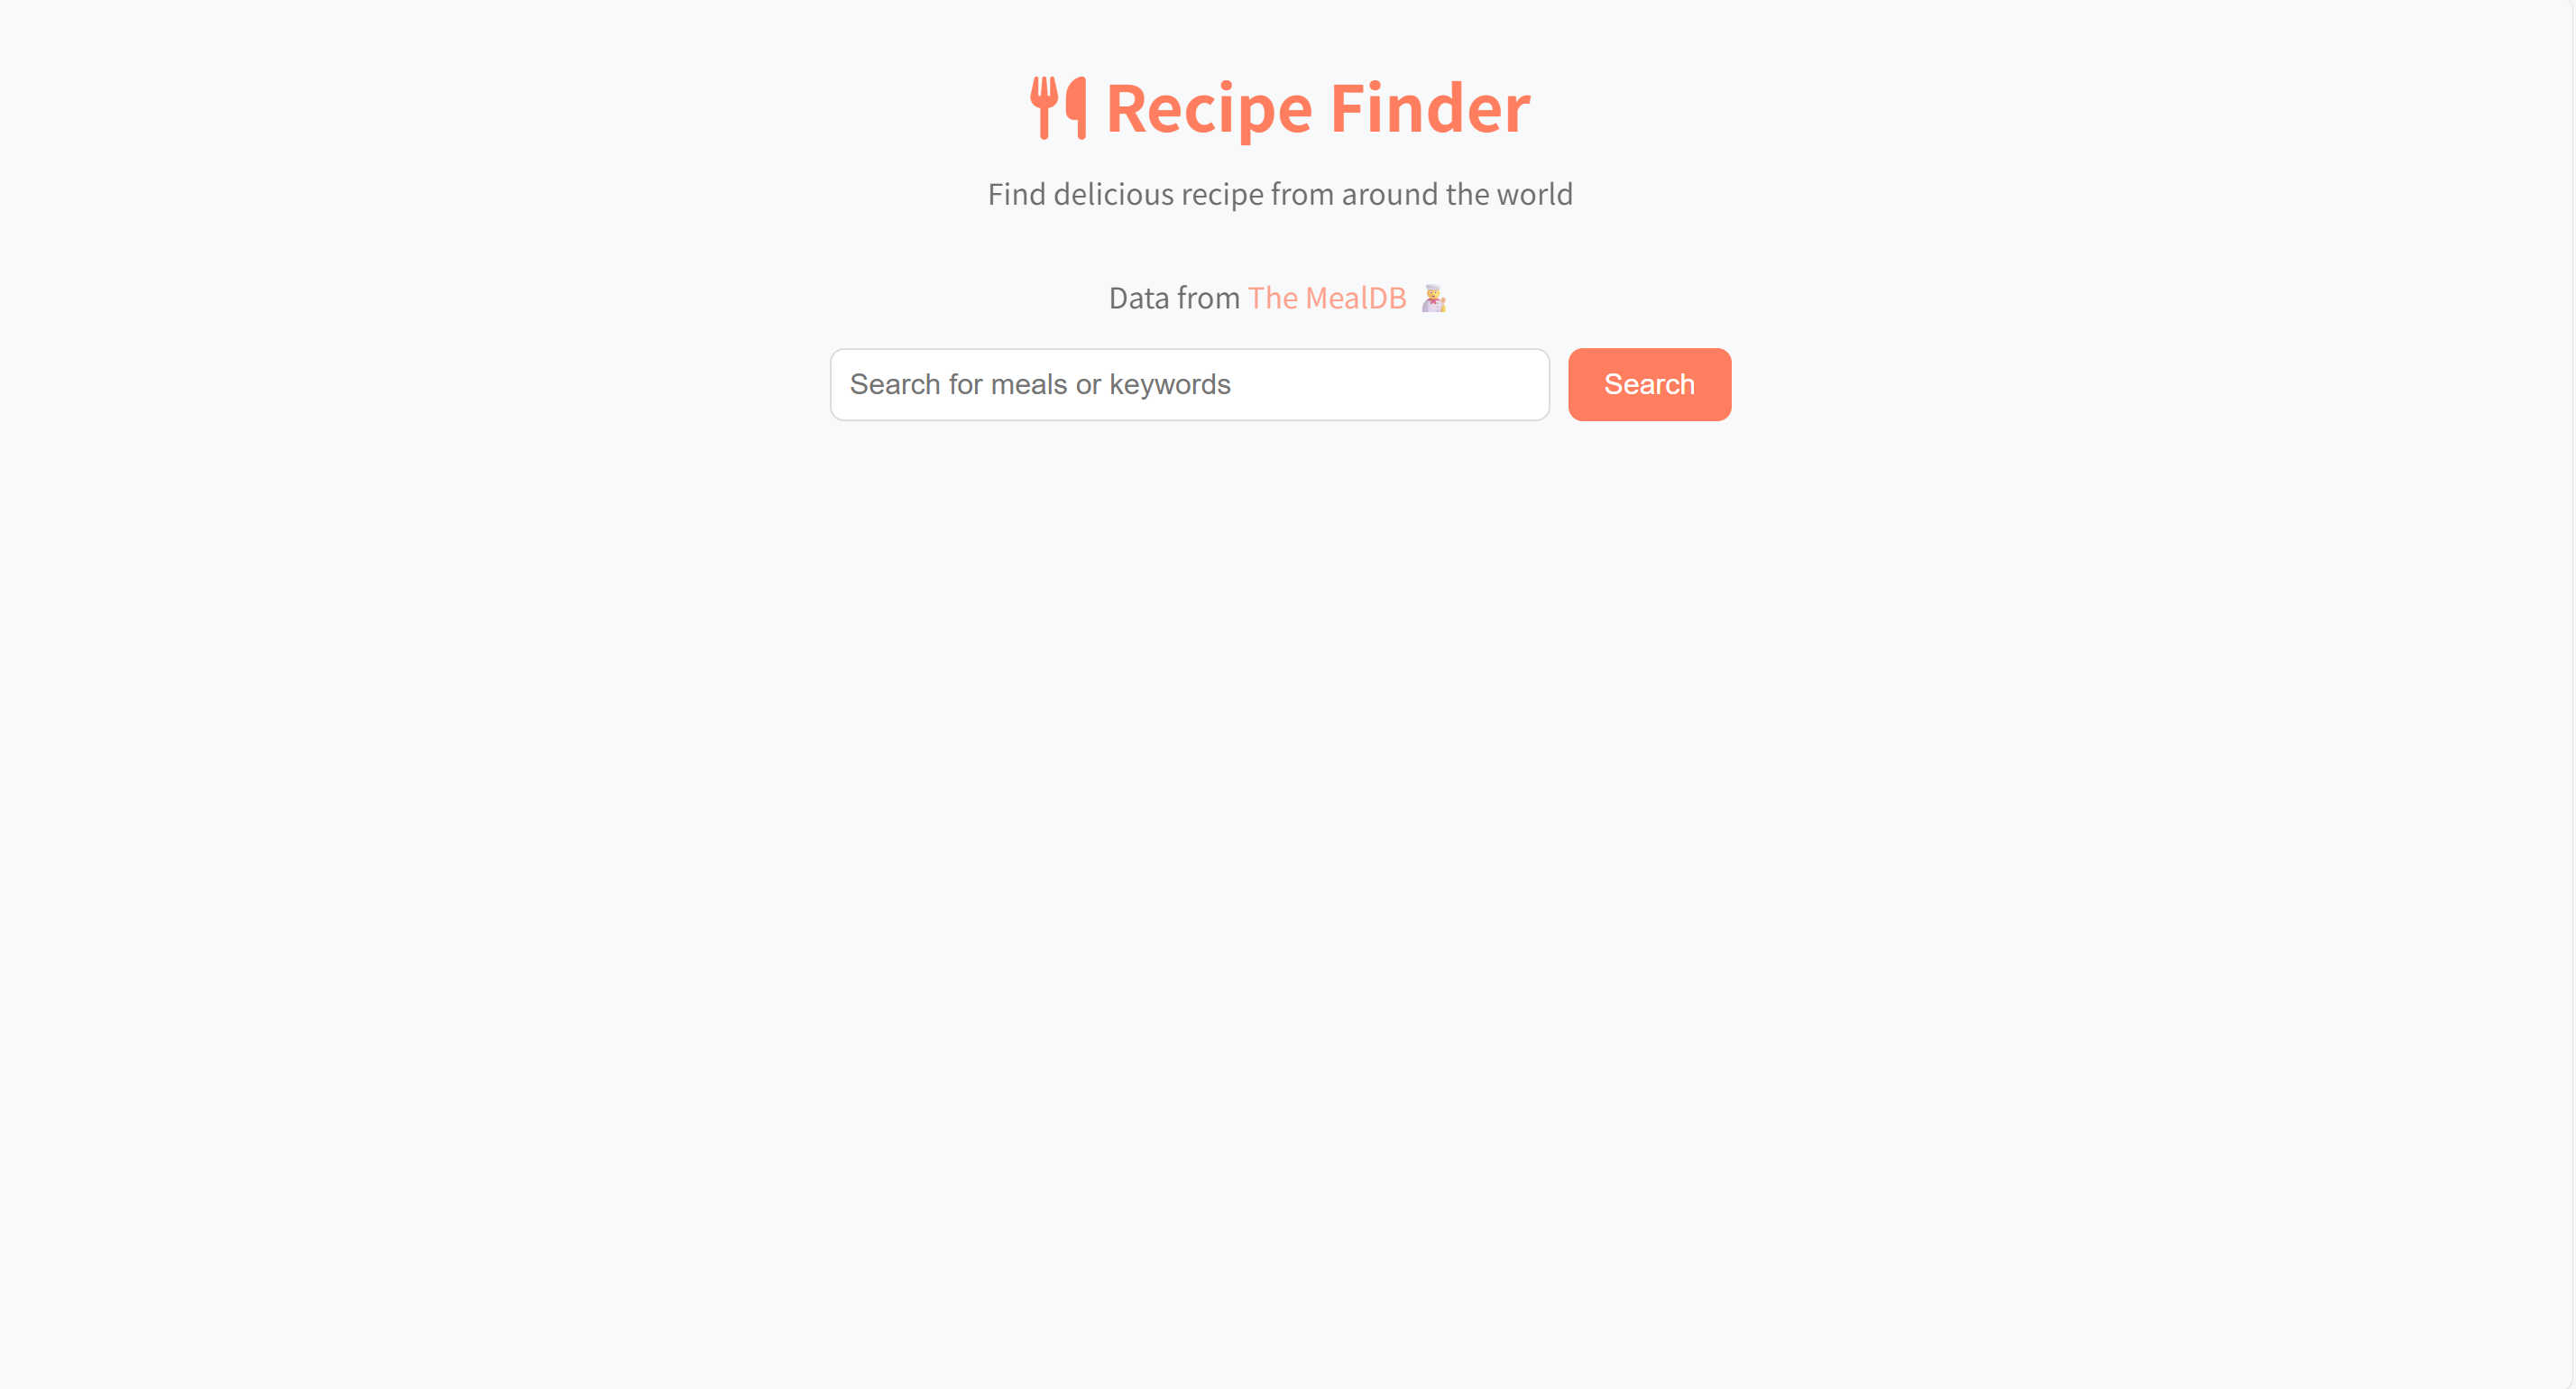 Recipe Finder
Find delicious recipe from around the world
Data from The MealDB
Search for meals or keywords
Search